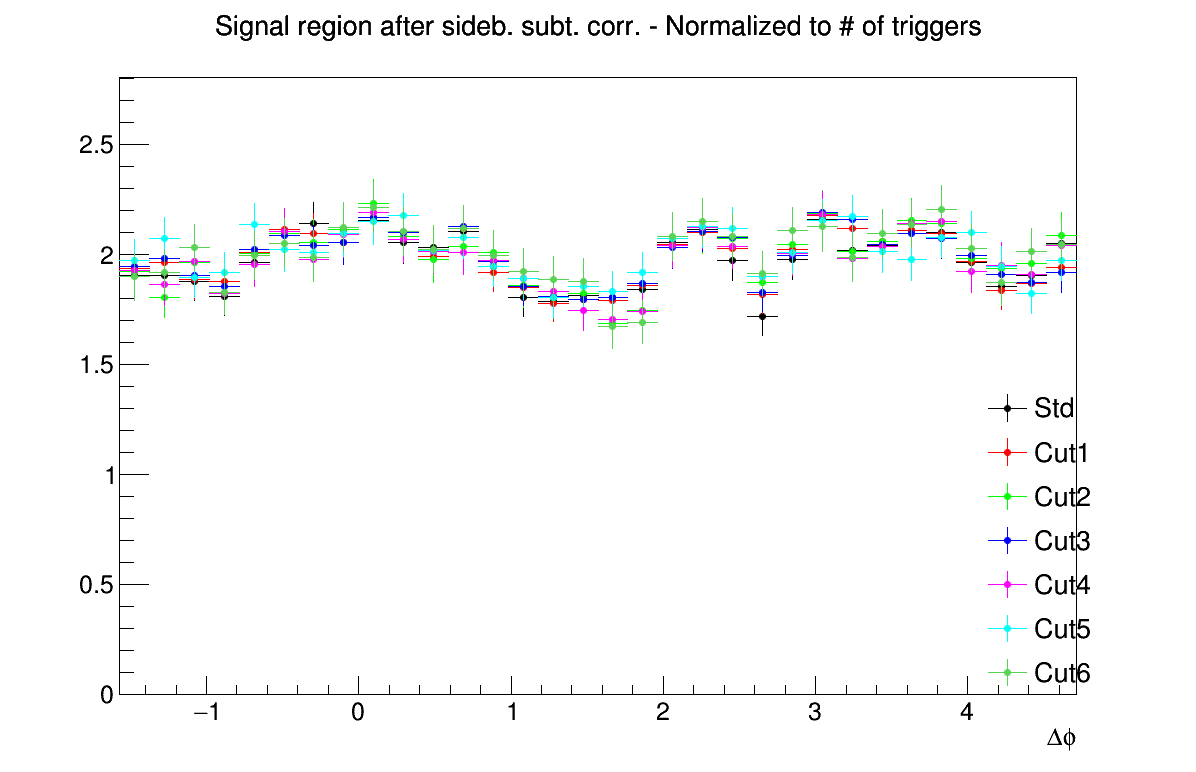 Signal region after sideb. subt. corr. - Normalized to # of triggers
2.5
2
1.5
1
0.5
0
Std
Cut1
Cut2
Cut3
Cut4
Cut5
Cut6
−1 0 1 2 3 4
Δϕ